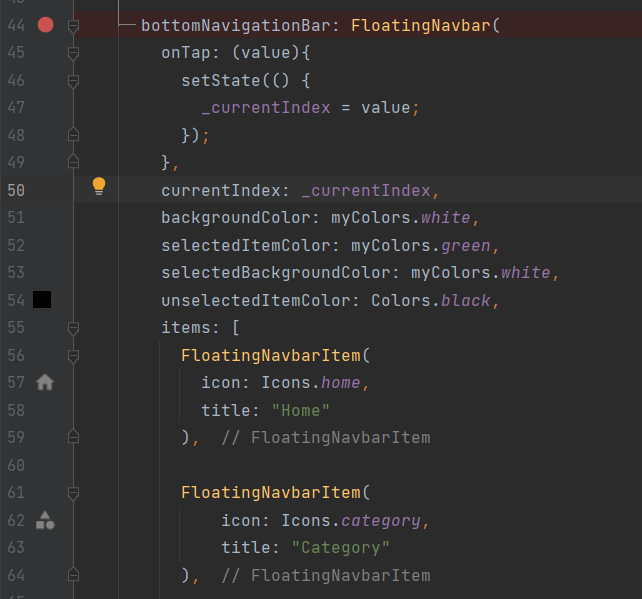 44 bottomNavigationBar: FloatingNavbar(
45 onTap: (value){
46 setState(() {
47 _currentIndex = value;
48 });
49 },
50 currentIndex: _currentIndex,
51 backgroundColor: myColors.white,
52 selectedItemColor: myColors.green,
53 selectedBackgroundColor: myColors.white,
54 unselectedItemColor: Colors.black,
55 items: [
56 FloatingNavbarItem(
57 icon: Icons.home,
58 title: "Home"
59 ), // FloatingNavbarItem
60
61 FloatingNavbarItem(
62 icon: Icons.category,
63 title: "Category"
64 ), // FloatingNavbarItem